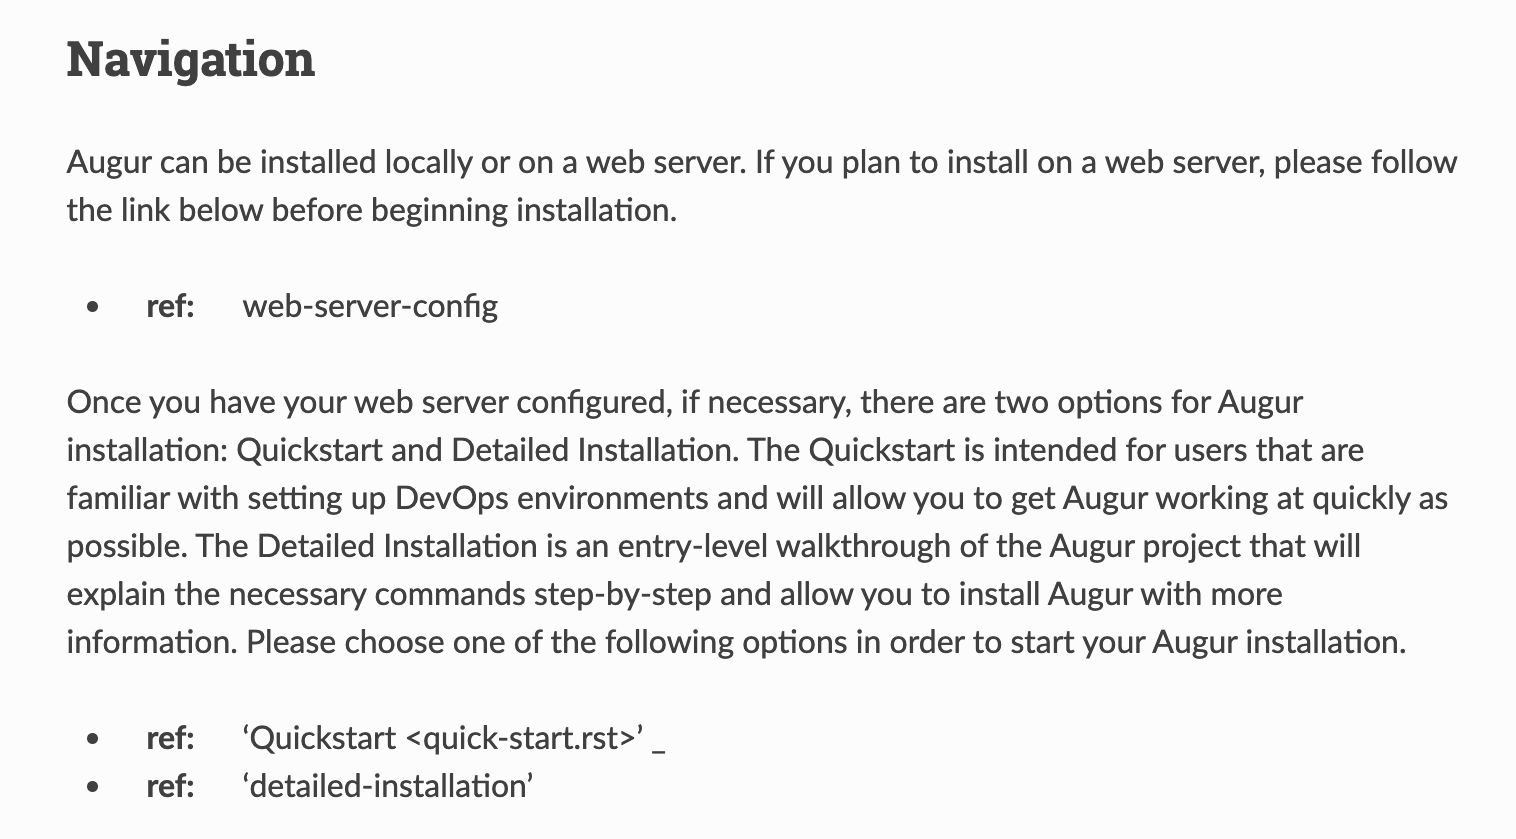 Navigation
Augur can be installed locally or on a web server. If you plan to install on a web server, please follow
the link below before beginning installation.
• ref: web-server-config
Once you have your web server configured, if necessary, there are two options for Augur
installation: Quickstart and Detailed Installation. The Quickstart is intended for users that are
familiar with setting up DevOps environments and will allow you to get Augur working at quickly as
possible. The Detailed Installation is an entry-level walkthrough of the Augur project that will
explain the necessary commands step-by-step and allow you to install Augur with more
information. Please choose one of the following options in order to start your Augur installation.
• ref: ‘Quickstart <quick-start.rst>’ _
• ref: ‘detailed-installation’